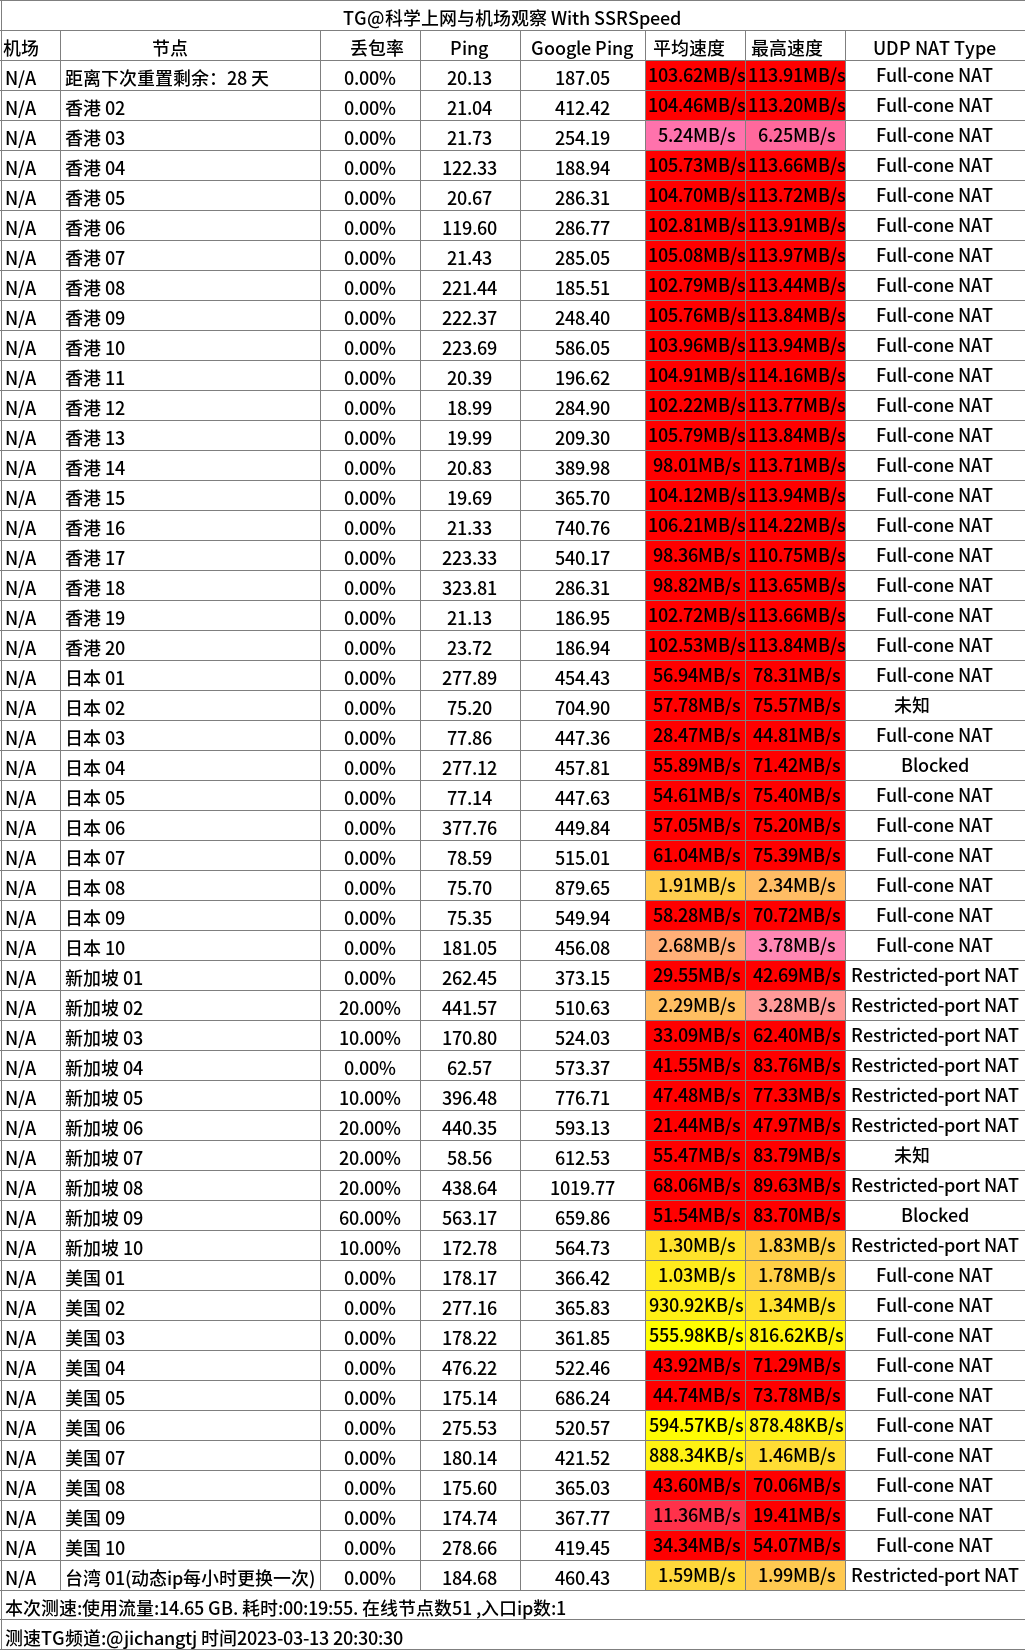 TG@科学上网与机场观察 With SSRSpeed
机场 节点 丢包率 Ping Google Ping 平均速度 最高速度 UDP NAT Type
N/A 距离下次重置剩余：28 天 0.00% 20.13 187.05 103.62MB/s 113.91MB/s Full-cone NAT
N/A 香港 02 0.00% 21.04 412.42 104.46MB/s 113.20MB/s Full-cone NAT
N/A 香港 03 0.00% 21.73 254.19 5.24MB/s 6.25MB/s Full-cone NAT
N/A 香港 04 0.00% 122.33 188.94 105.73MB/s 113.66MB/s Full-cone NAT
N/A 香港 05 0.00% 20.67 286.31 104.70MB/s 113.72MB/s Full-cone NAT
N/A 香港 06 0.00% 119.60 286.77 102.81MB/s 113.91MB/s Full-cone NAT
N/A 香港 07 0.00% 21.43 285.05 105.08MB/s 113.97MB/s Full-cone NAT
N/A 香港 08 0.00% 221.44 185.51 102.79MB/s 113.44MB/s Full-cone NAT
N/A 香港 09 0.00% 222.37 248.40 105.76MB/s 113.84MB/s Full-cone NAT
N/A 香港 10 0.00% 223.69 586.05 103.96MB/s 113.94MB/s Full-cone NAT
N/A 香港 11 0.00% 20.39 196.62 104.91MB/s 114.16MB/s Full-cone NAT
N/A 香港 12 0.00% 18.99 284.90 102.22MB/s 113.77MB/s Full-cone NAT
N/A 香港 13 0.00% 19.99 209.30 105.79MB/s 113.84MB/s Full-cone NAT
N/A 香港 14 0.00% 20.83 389.98 98.01MB/s 113.71MB/s Full-cone NAT
N/A 香港 15 0.00% 19.69 365.70 104.12MB/s 113.94MB/s Full-cone NAT
N/A 香港 16 0.00% 21.33 740.76 106.21MB/s 114.22MB/s Full-cone NAT
N/A 香港 17 0.00% 223.33 540.17 98.36MB/s 110.75MB/s Full-cone NAT
N/A 香港 18 0.00% 323.81 286.31 98.82MB/s 113.65MB/s Full-cone NAT
N/A 香港 19 0.00% 21.13 186.95 102.72MB/s 113.66MB/s Full-cone NAT
N/A 香港 20 0.00% 23.72 186.94 102.53MB/s 113.84MB/s Full-cone NAT
N/A 日本 01 0.00% 277.89 454.43 56.94MB/s 78.31MB/s Full-cone NAT
N/A 日本 02 0.00% 75.20 704.90 57.78MB/s 75.57MB/s 未知
N/A 日本 03 0.00% 77.86 447.36 28.47MB/s 44.81MB/s Full-cone NAT
N/A 日本 04 0.00% 277.12 457.81 55.89MB/s 71.42MB/s Blocked
N/A 日本 05 0.00% 77.14 447.63 54.61MB/s 75.40MB/s Full-cone NAT
N/A 日本 06 0.00% 377.76 449.84 57.05MB/s 75.20MB/s Full-cone NAT
N/A 日本 07 0.00% 78.59 515.01 61.04MB/s 75.39MB/s Full-cone NAT
N/A 日本 08 0.00% 75.70 879.65 1.91MB/s 2.34MB/s Full-cone NAT
N/A 日本 09 0.00% 75.35 549.94 58.28MB/s 70.72MB/s Full-cone NAT
N/A 日本 10 0.00% 181.05 456.08 2.68MB/s 3.78MB/s Full-cone NAT
N/A 新加坡 01 0.00% 262.45 373.15 29.55MB/s 42.69MB/s Restricted-port NAT
N/A 新加坡 02 20.00% 441.57 510.63 2.29MB/s 3.28MB/s Restricted-port NAT
N/A 新加坡 03 10.00% 170.80 524.03 33.09MB/s 62.40MB/s Restricted-port NAT
N/A 新加坡 04 0.00% 62.57 573.37 41.55MB/s 83.76MB/s Restricted-port NAT
N/A 新加坡 05 10.00% 396.48 776.71 47.48MB/s 77.33MB/s Restricted-port NAT
N/A 新加坡 06 20.00% 440.35 593.13 21.44MB/s 47.97MB/s Restricted-port NAT
N/A 新加坡 07 20.00% 58.56 612.53 55.47MB/s 83.79MB/s 未知
N/A 新加坡 08 20.00% 438.64 1019.77 68.06MB/s 89.63MB/s Restricted-port NAT
N/A 新加坡 09 60.00% 563.17 659.86 51.54MB/s 83.70MB/s Blocked
N/A 新加坡 10 10.00% 172.78 564.73 1.30MB/s 1.83MB/s Restricted-port NAT
N/A 美国 01 0.00% 178.17 366.42 1.03MB/s 1.78MB/s Full-cone NAT
N/A 美国 02 0.00% 277.16 365.83 930.92KB/s 1.34MB/s Full-cone NAT
N/A 美国 03 0.00% 178.22 361.85 555.98KB/s 816.62KB/s Full-cone NAT
N/A 美国 04 0.00% 476.22 522.46 43.92MB/s 71.29MB/s Full-cone NAT
N/A 美国 05 0.00% 175.14 686.24 44.74MB/s 73.78MB/s Full-cone NAT
N/A 美国 06 0.00% 275.53 520.57 594.57KB/s 878.48KB/s Full-cone NAT
N/A 美国 07 0.00% 180.14 421.52 888.34KB/s 1.46MB/s Full-cone NAT
N/A 美国 08 0.00% 175.60 365.03 43.60MB/s 70.06MB/s Full-cone NAT
N/A 美国 09 0.00% 174.74 367.77 11.36MB/s 19.41MB/s Full-cone NAT
N/A 美国 10 0.00% 278.66 419.45 34.34MB/s 54.07MB/s Full-cone NAT
N/A 台湾 01(动态ip每小时更换一次) 0.00% 184.68 460.43 1.59MB/s 1.99MB/s Restricted-port NAT
本次测速:使用流量:14.65 GB. 耗时:00:19:55. 在线节点数51 ,入口ip数:1
测速TG频道:@jichangtj 时间2023-03-13 20:30:30